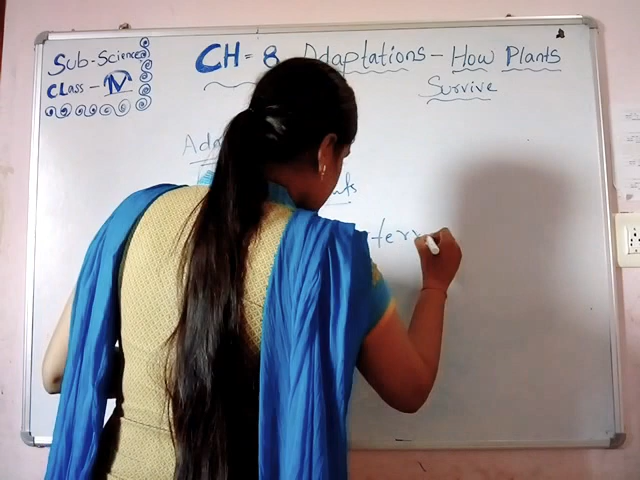 Sub-Science
CLass - IV
CH = 8 Adaptations - How Plants
Survive